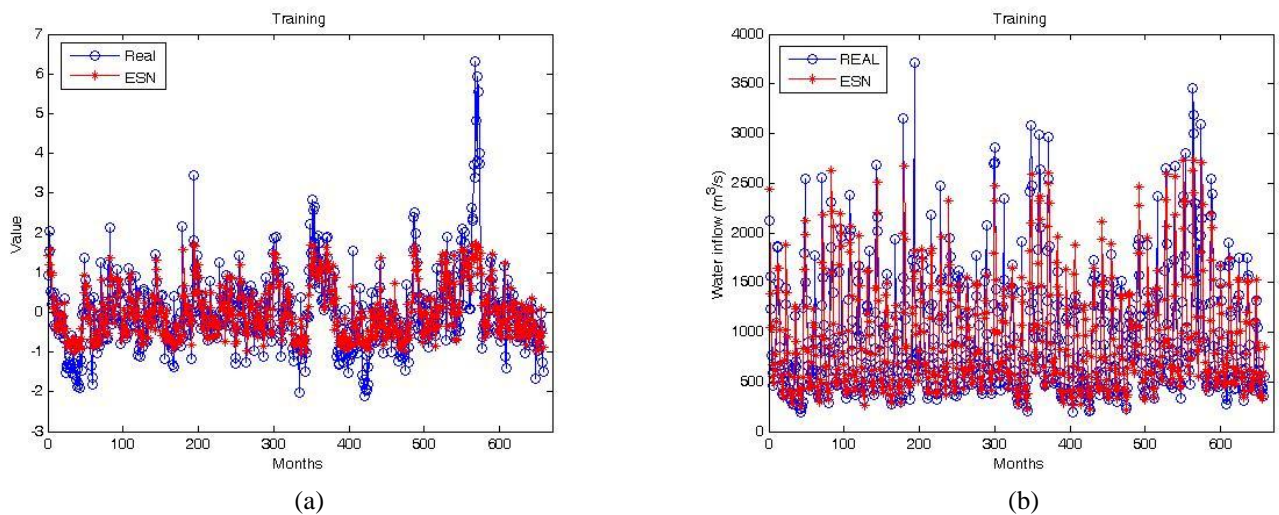 Training
7
6
5
4
3
2
1
0
-1
-2
-3
Value
Real
ESN
0 100 200 300 400 500 600
Months
(a)
Training
4000
3500
3000
2500
2000
1500
1000
500
0
Water inflow (m³/s)
REAL
ESN
0 100 200 300 400 500 600
Months
(b)